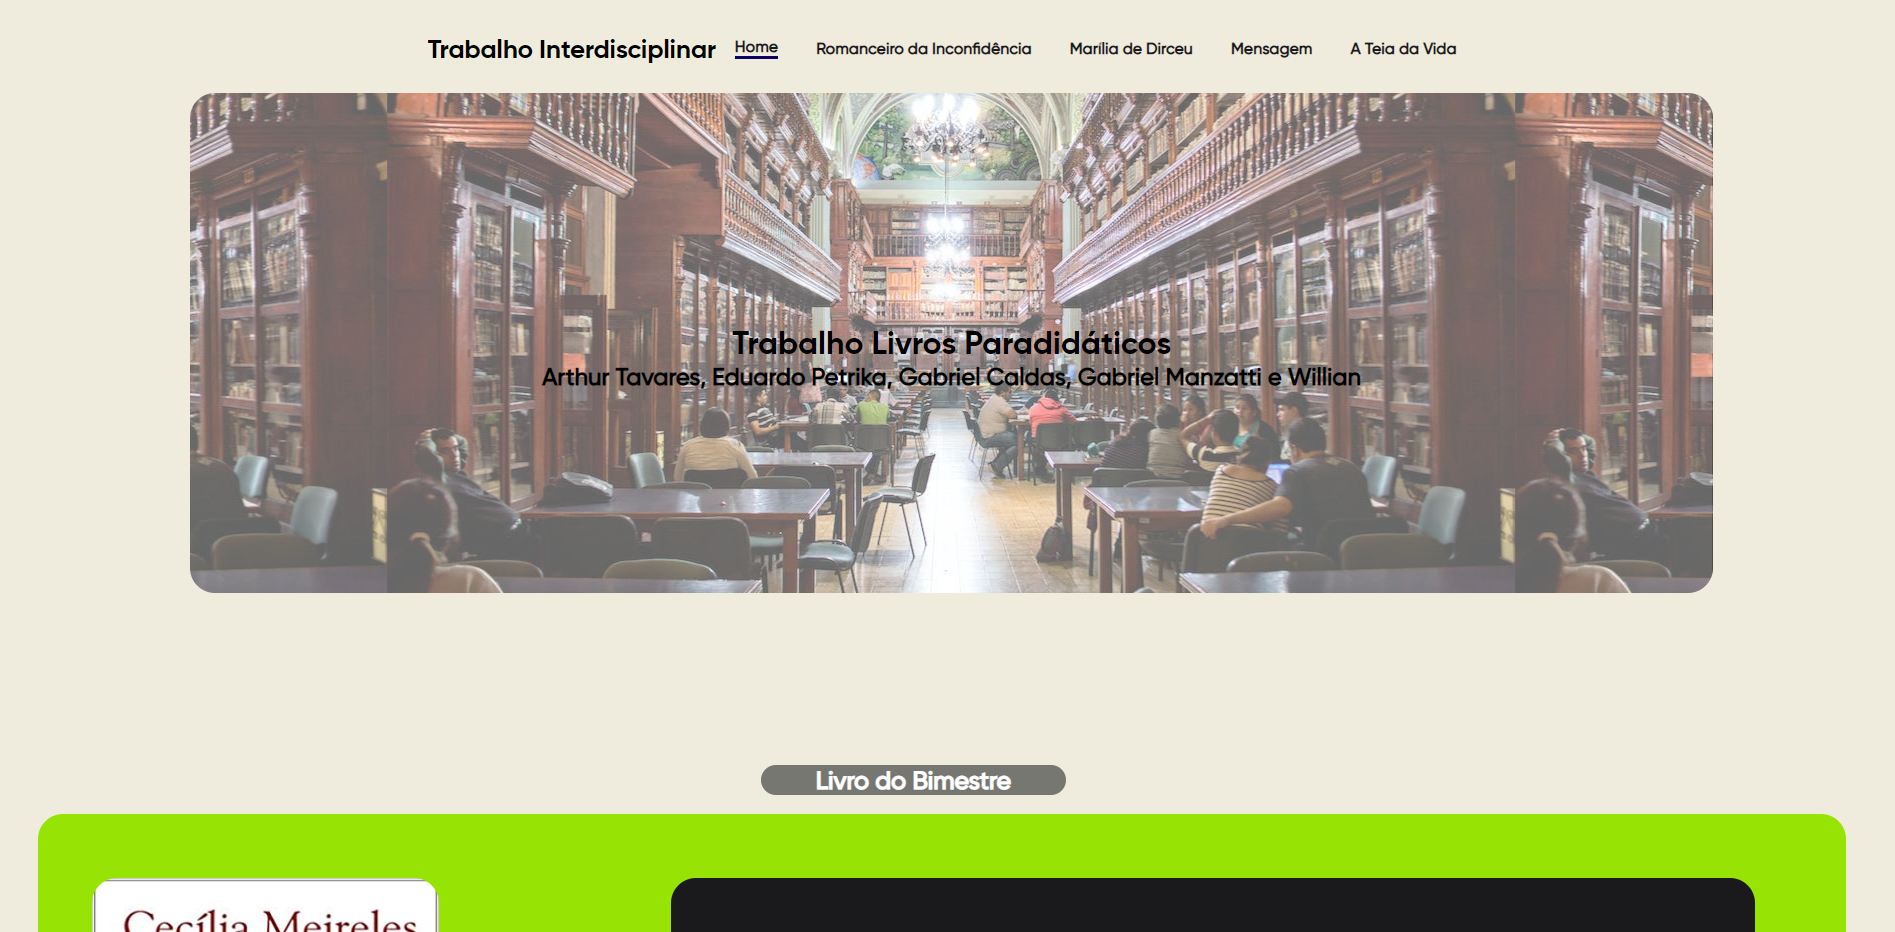 Trabalho Interdisciplinar Home Romanceiro da Inconfidência Marília de Dirceu Mensagem A Teia da Vida
Trabalho Livros Paradidáticos
Arthur Tavares, Eduardo Petrika, Gabriel Caldas, Gabriel Manzatti e Willian
Livro do Bimestre
Cecília Meireles